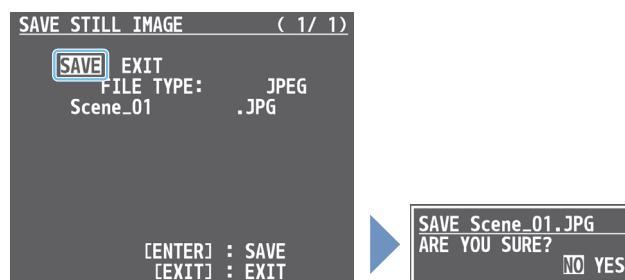 SAVE STILL IMAGE ( 1/ 1)
SAVE EXIT
FILE TYPE: JPEG
Scene_01 .JPG
[ENTER] : SAVE
[EXIT] : EXIT
SAVE Scene_01.JPG
ARE YOU SURE?
NO YES